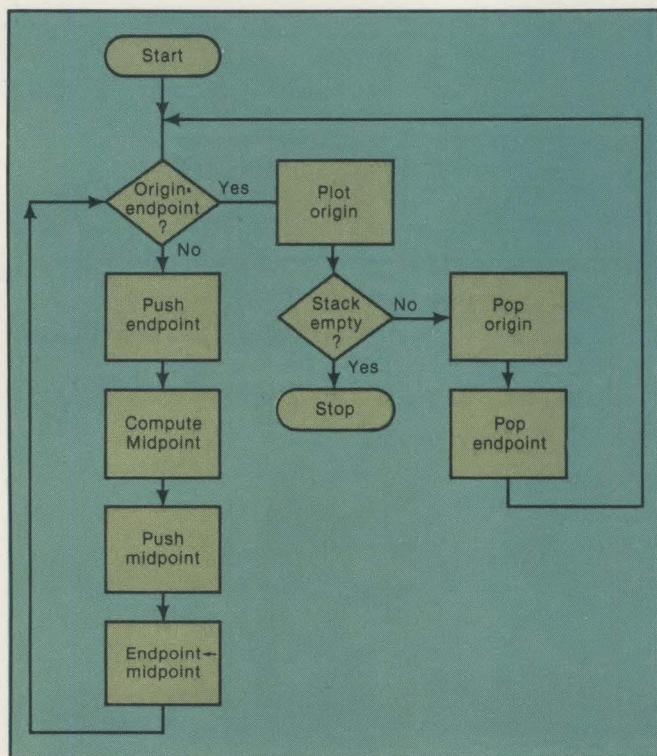 Start
Origin=
endpoint
?
Yes
No
Plot
origin
Push
endpoint
Stack
empty
?
No
Yes
Pop
origin
Compute
Midpoint
Stop
Pop
endpoint
Push
midpoint
Endpoint←
midpoint